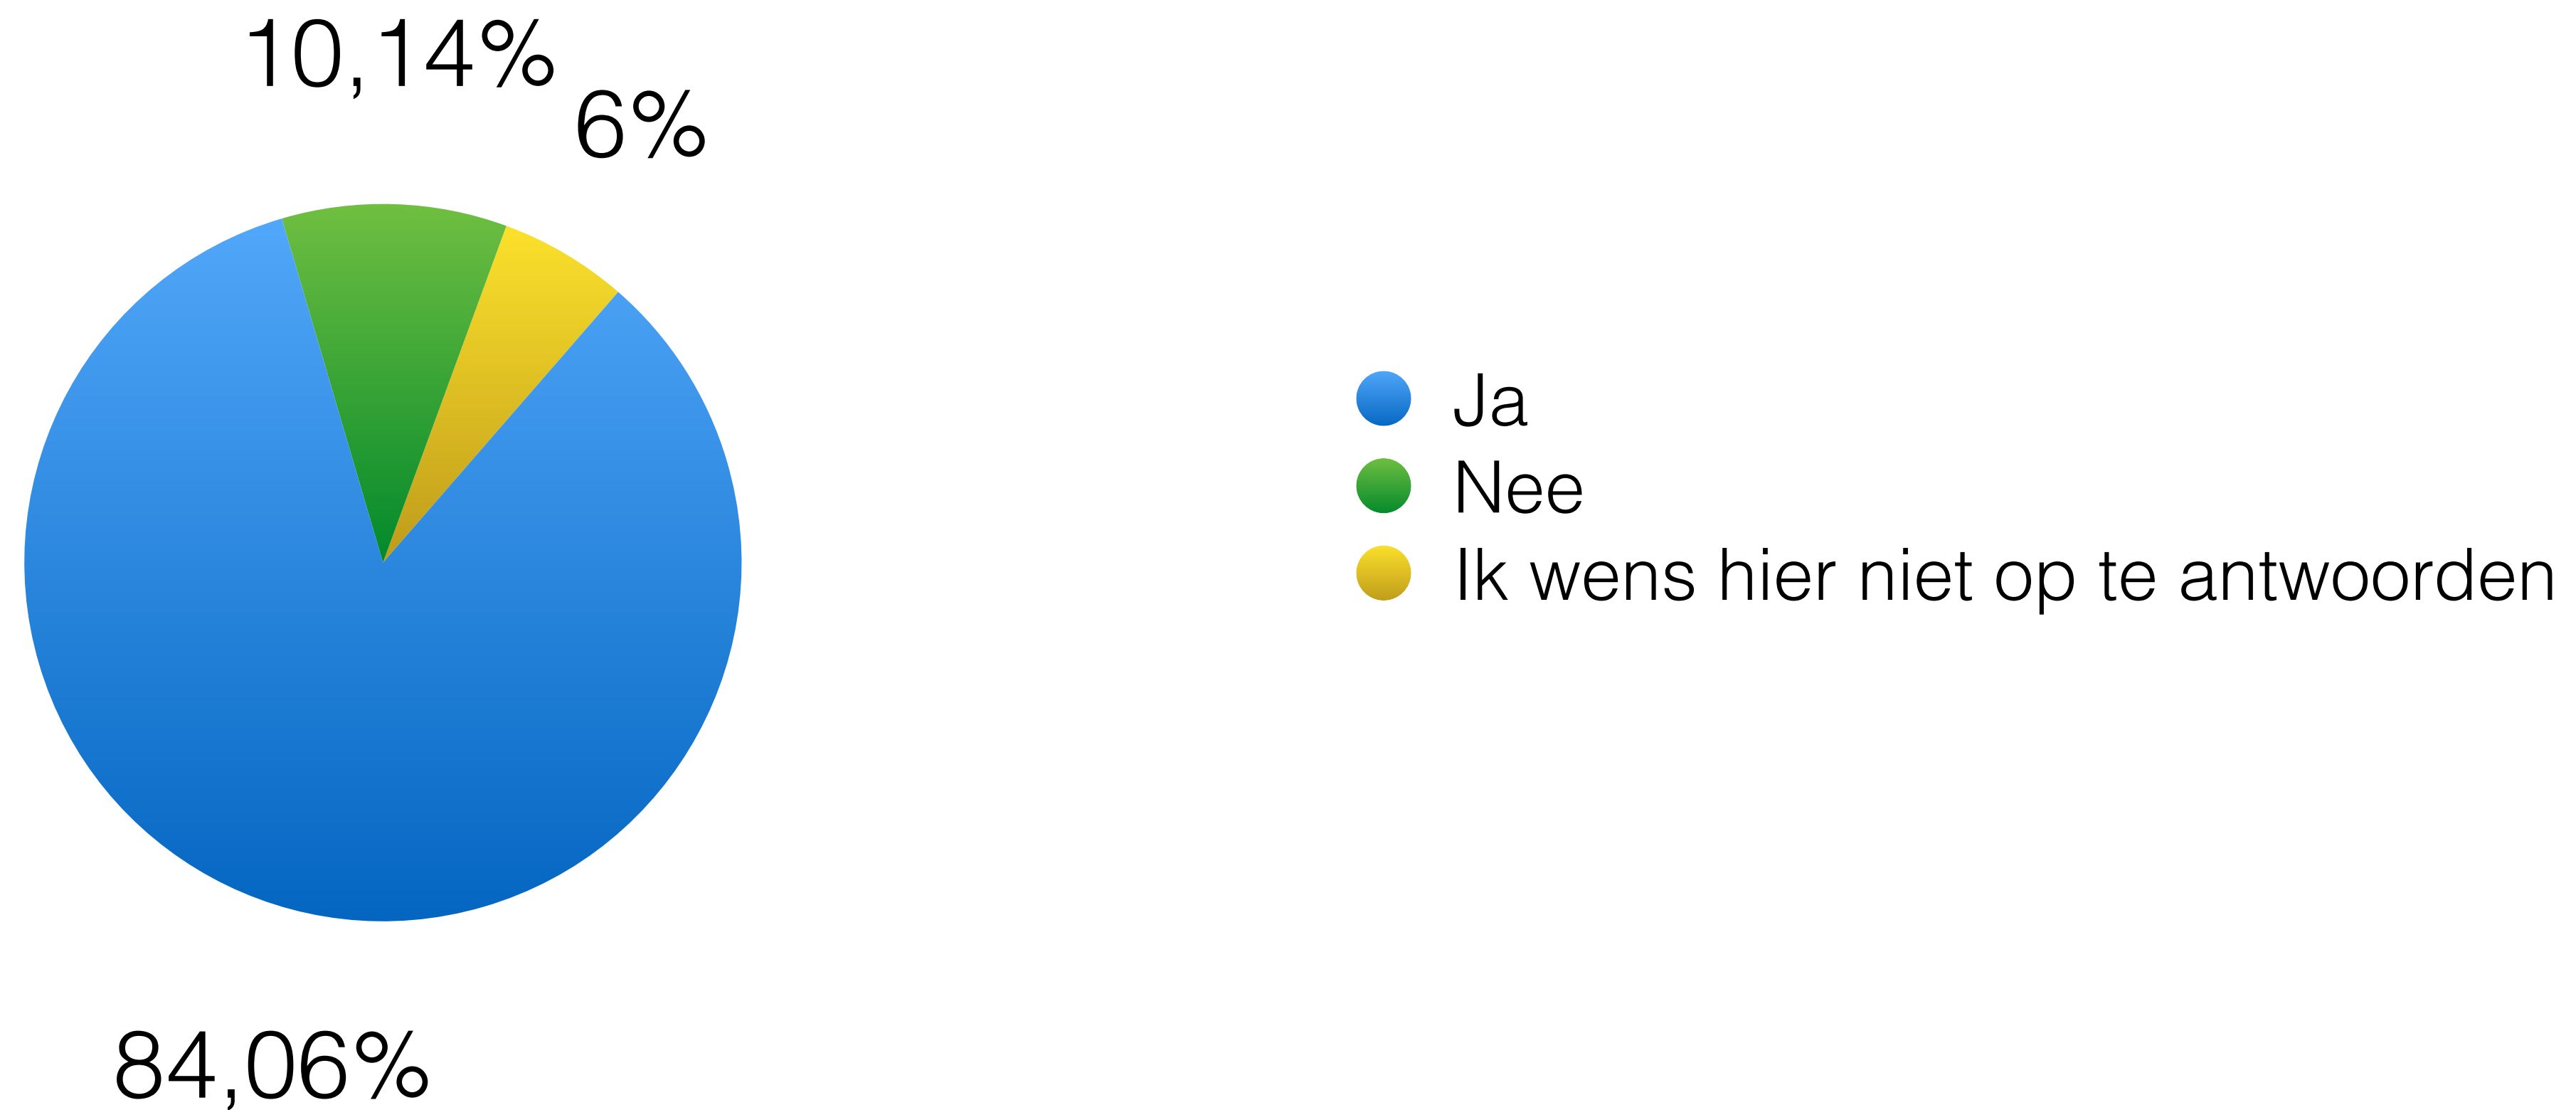 10,14%
6%
Ja
Nee
Ik wens hier niet op te antwoorden
84,06%